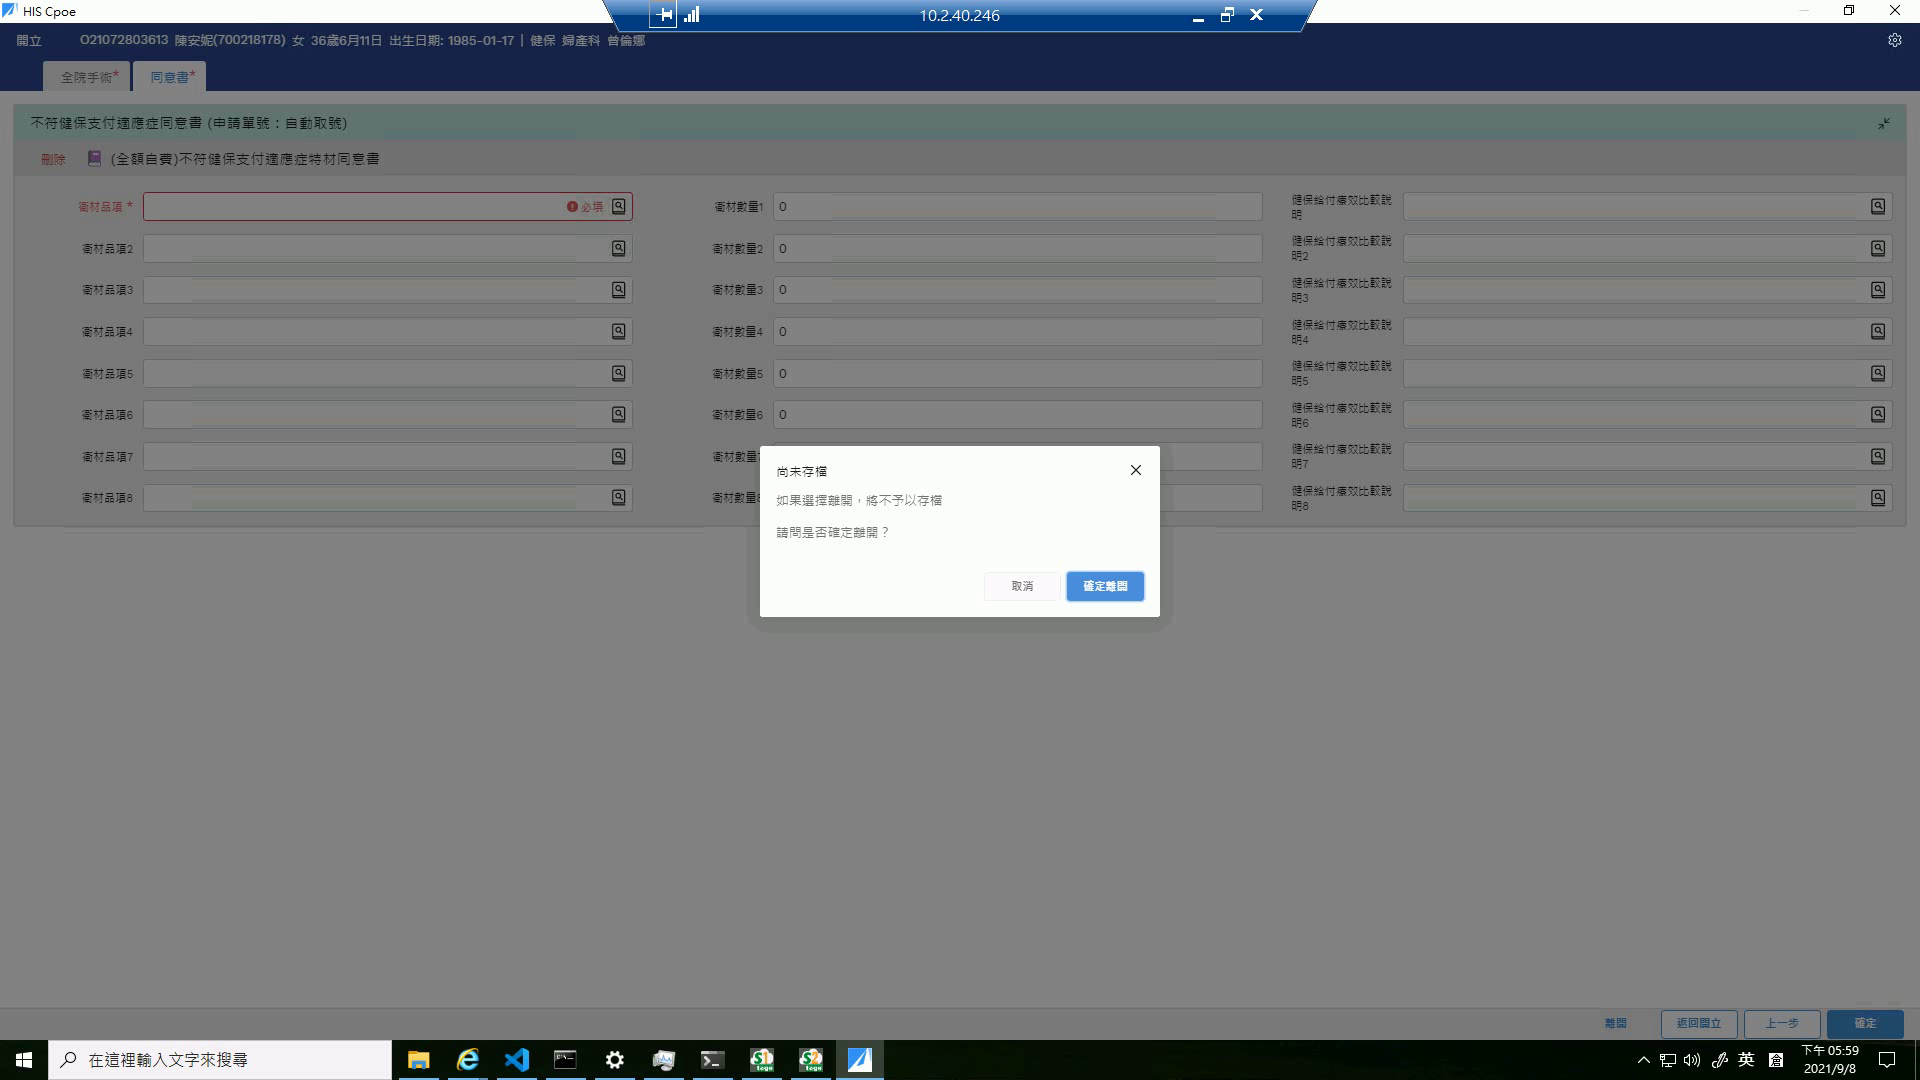 HIS Cpoe
10.2.40.246
開立 O21072803613 陳安妮(700218178) 女 36歲6月11日 出生日期: 1985-01-17 | 健保 婦產科 曾倫娜
全院手術*
同意書*
不符健保支付適應症同意書 (申請單號：自動取號)
刪除 (全額自費)不符健保支付適應症特材同意書
衛材品項 * 必填 衛材數量1 0 健保給付療效比較說明
衛材品項2 衛材數量2 0 健保給付療效比較說明2
衛材品項3 衛材數量3 0 健保給付療效比較說明3
衛材品項4 衛材數量4 0 健保給付療效比較說明4
衛材品項5 衛材數量5 0 健保給付療效比較說明5
衛材品項6 衛材數量6 0 健保給付療效比較說明6
衛材品項7 衛材數量7 健保給付療效比較說明7
衛材品項8 衛材數量8 健保給付療效比較說明8
尚未存檔
如果選擇離開，將不予以存檔
請問是否確定離開？
取消 確定離開
離開 返回開立 上一步 確定
在這裡輸入文字來搜尋
英
下午 05:59
2021/9/8